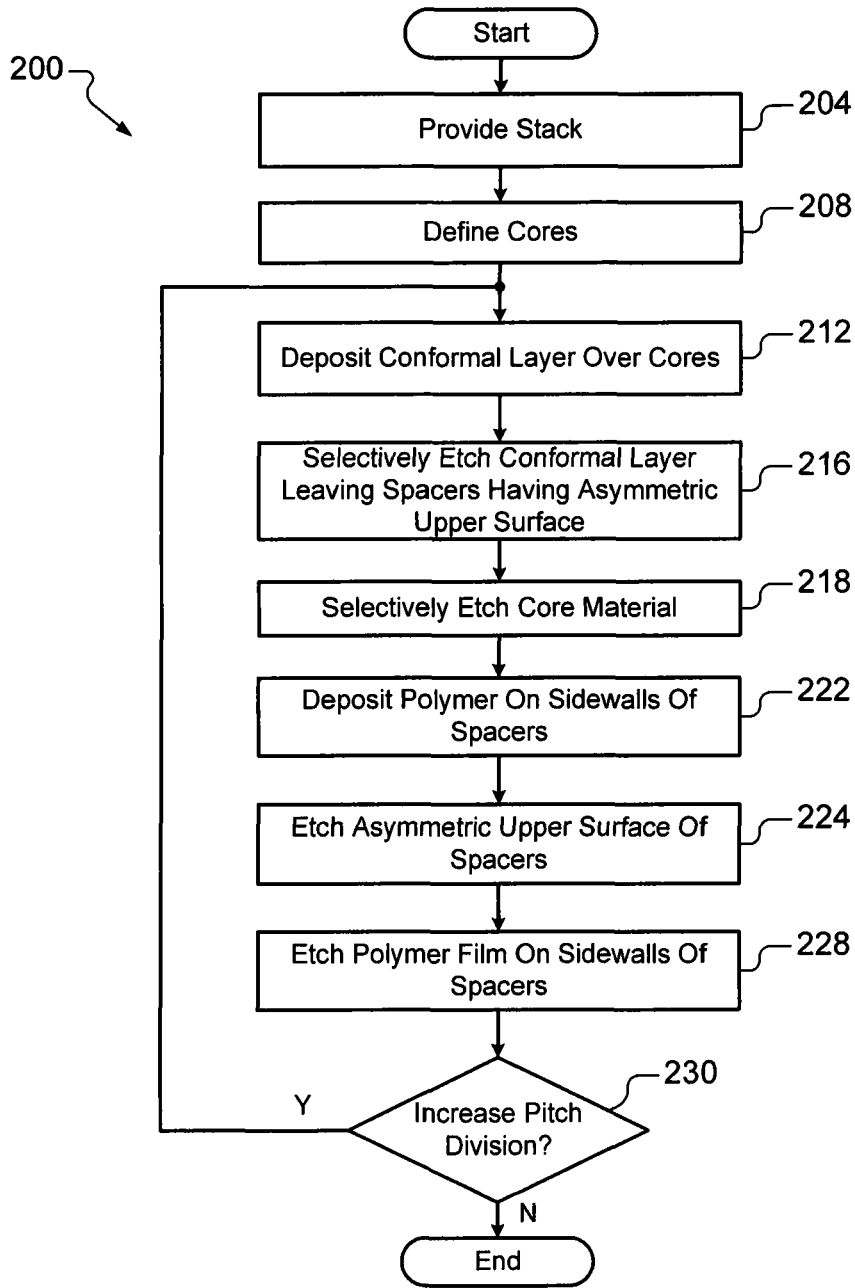 Start
200
204
Provide Stack
208
Define Cores
212
Deposit Conformal Layer Over Cores
216
Selectively Etch Conformal Layer
Leaving Spacers Having Asymmetric
Upper Surface
218
Selectively Etch Core Material
222
Deposit Polymer On Sidewalls Of
Spacers
224
Etch Asymmetric Upper Surface Of
Spacers
228
Etch Polymer Film On Sidewalls Of
Spacers
230
Y
Increase Pitch
Division?
N
End